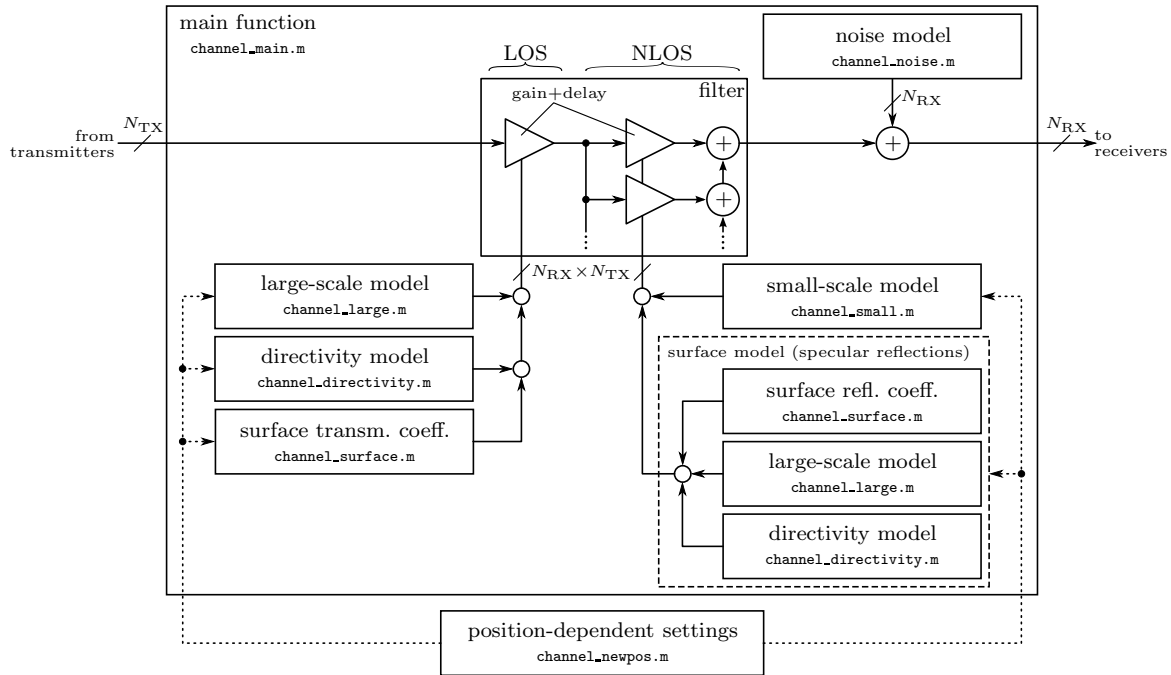 main function
channel_main.m
noise model
channel_noise.m
LOS
NLOS
filter
gain+delay
N_RX
from
transmitters
N_TX
+
+
+
N_RX
to
receivers
N_RX × N_TX
large-scale model
channel_large.m
directivity model
channel_directivity.m
surface transm. coeff.
channel_surface.m
small-scale model
channel_small.m
surface model (specular reflections)
surface refl. coeff.
channel_surface.m
large-scale model
channel_large.m
directivity model
channel_directivity.m
position-dependent settings
channel_newpos.m